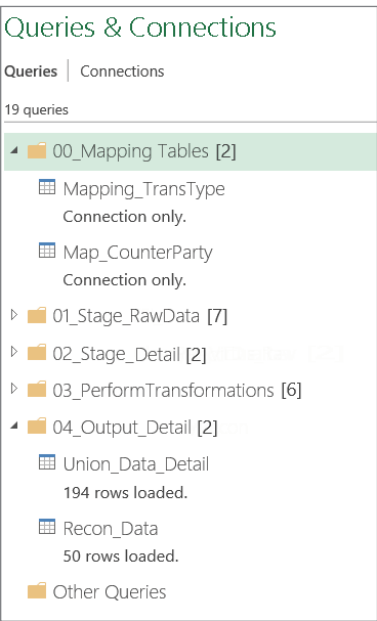 Queries & Connections
Queries | Connections
19 queries
00_Mapping Tables [2]
Mapping_TransType
Connection only.
Map_CounterParty
Connection only.
01_Stage_RawData [7]
02_Stage_Detail [2]
03_PerformTransformations [6]
04_Output_Detail [2]
Union_Data_Detail
194 rows loaded.
Recon_Data
50 rows loaded.
Other Queries